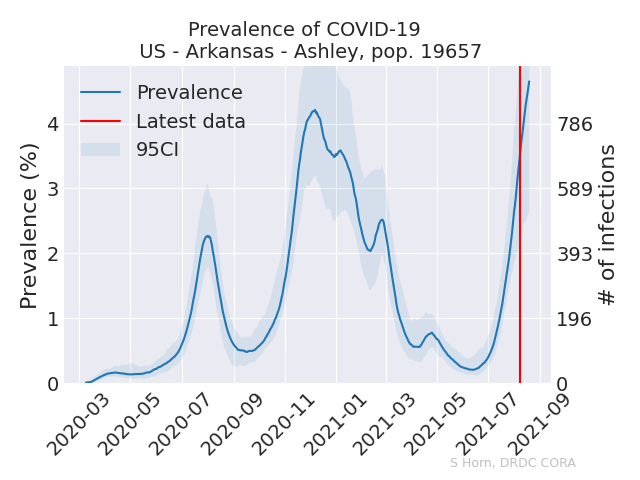 Prevalence of COVID-19
US - Arkansas - Ashley, pop. 19657
Prevalence
Latest data
95CI
Prevalence (%)
4
3
2
1
0
# of infections
786
589
393
196
0
2020-03
2020-05
2020-07
2020-09
2020-11
2021-01
2021-03
2021-05
2021-07
2021-09
S Horn, DRDC CORA